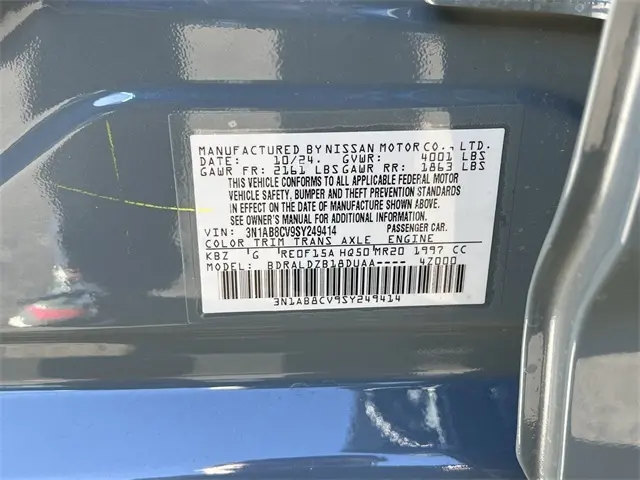 MANUFACTURED BY NISSAN MOTOR CO., LTD.
DATE: 10/24. GVWR: 4001 LBS
GAWR FR: 2161 LBS GAWR RR: 1863 LBS
THIS VEHICLE CONFORMS TO ALL APPLICABLE FEDERAL MOTOR
VEHICLE SAFETY, BUMPER AND THEFT PREVENTION STANDARDS
IN EFFECT ON THE DATE OF MANUFACTURE SHOWN ABOVE.
SEE OWNER'S MANUAL FOR ADDITIONAL INFORMATION.
VIN: 3N1AB8CV9SY249414 PASSENGER CAR.
COLOR TRIM TRANS AXLE ENGINE
KBZ G RE0F15A HQ50 MR20 1997 CC
MODEL: BDRALDZB18DUAA---- 4Z000
3N1AB8CV9SY249414